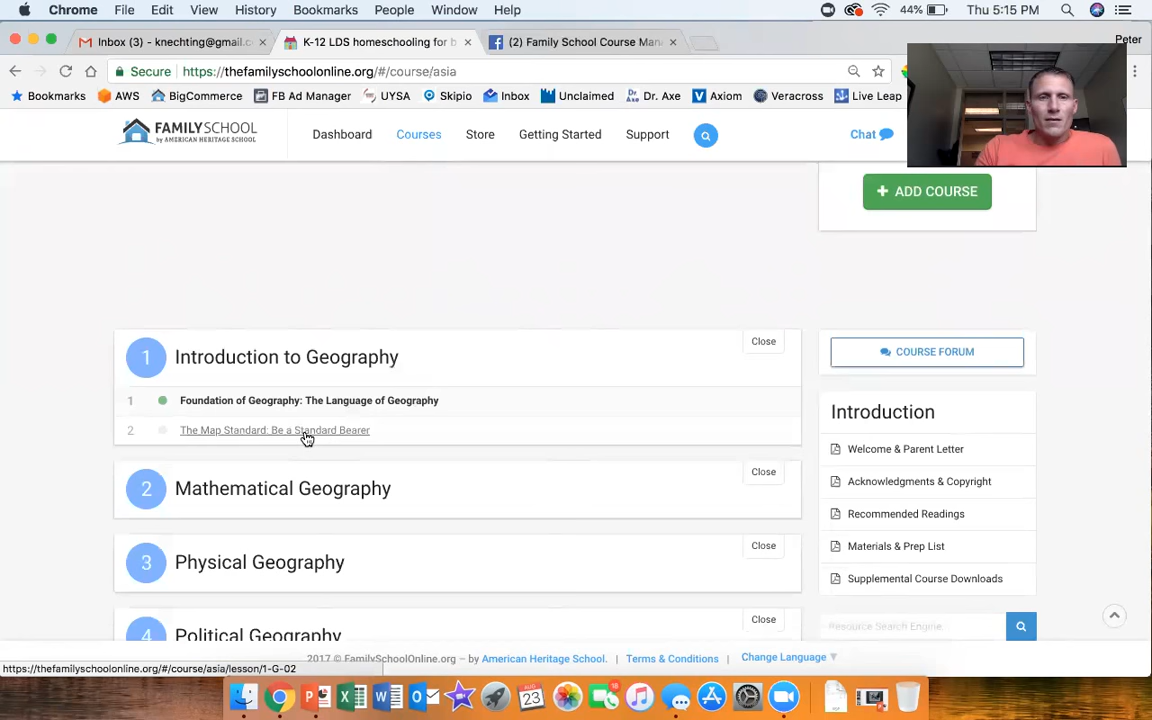 Chrome File Edit View History Bookmarks People Window Help 44% Thu 5:15 PM
Inbox (3) - knechting@gmail.c
K-12 LDS homeschooling for b
(2) Family School Course Man
Peter
Secure https://thefamilyschoolonline.org/#/course/asia
Bookmarks AWS BigCommerce FB Ad Manager UYSA Skipio Inbox Unclaimed Dr. Axe Axiom Veracross Live Leap
FAMILYSCHOOL
by AMERICAN HERITAGE SCHOOL
Dashboard Courses Store Getting Started Support Chat
+ ADD COURSE
1 Introduction to Geography Close
1 Foundation of Geography: The Language of Geography
2 The Map Standard: Be a Standard Bearer
2 Mathematical Geography Close
3 Physical Geography Close
4 Political Geography Close
COURSE FORUM
Introduction
Welcome & Parent Letter
Acknowledgments & Copyright
Recommended Readings
Materials & Prep List
Supplemental Course Downloads
Resource Search Engine
2017 © FamilySchoolOnline.org – by American Heritage School. Terms & Conditions Change Language
https://thefamilyschoolonline.org/#/course/asia/lesson/1-G-02